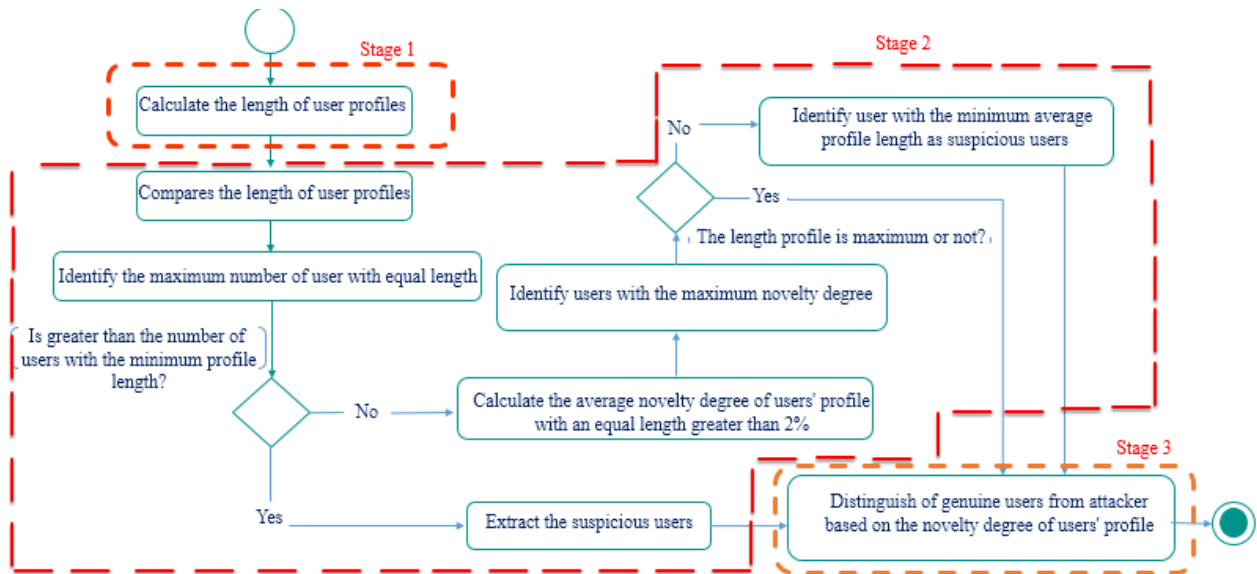 Stage 1
Calculate the length of user profiles
Stage 2
Compares the length of user profiles
Identify the maximum number of user with equal length
Is greater than the number of
users with the minimum profile
length?
No
Calculate the average novelty degree of users' profile
with an equal length greater than 2%
Identify users with the maximum novelty degree
The length profile is maximum or not?
No
Identify user with the minimum average
profile length as suspicious users
Yes
Yes
Extract the suspicious users
Stage 3
Distinguish of genuine users from attacker
based on the novelty degree of users' profile